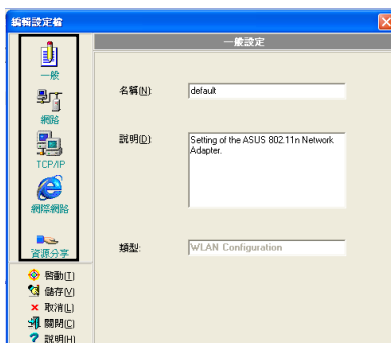 編輯設定檔
一般設定
一般
網路
TCP/IP
網際網路
資源分享
啓動(T)
儲存(V)
取消(L)
關閉(C)
說明(H)
名稱(N):
default
說明(D):
Setting of the ASUS 802.11n Network
Adapter.
類型:
WLAN Configuration